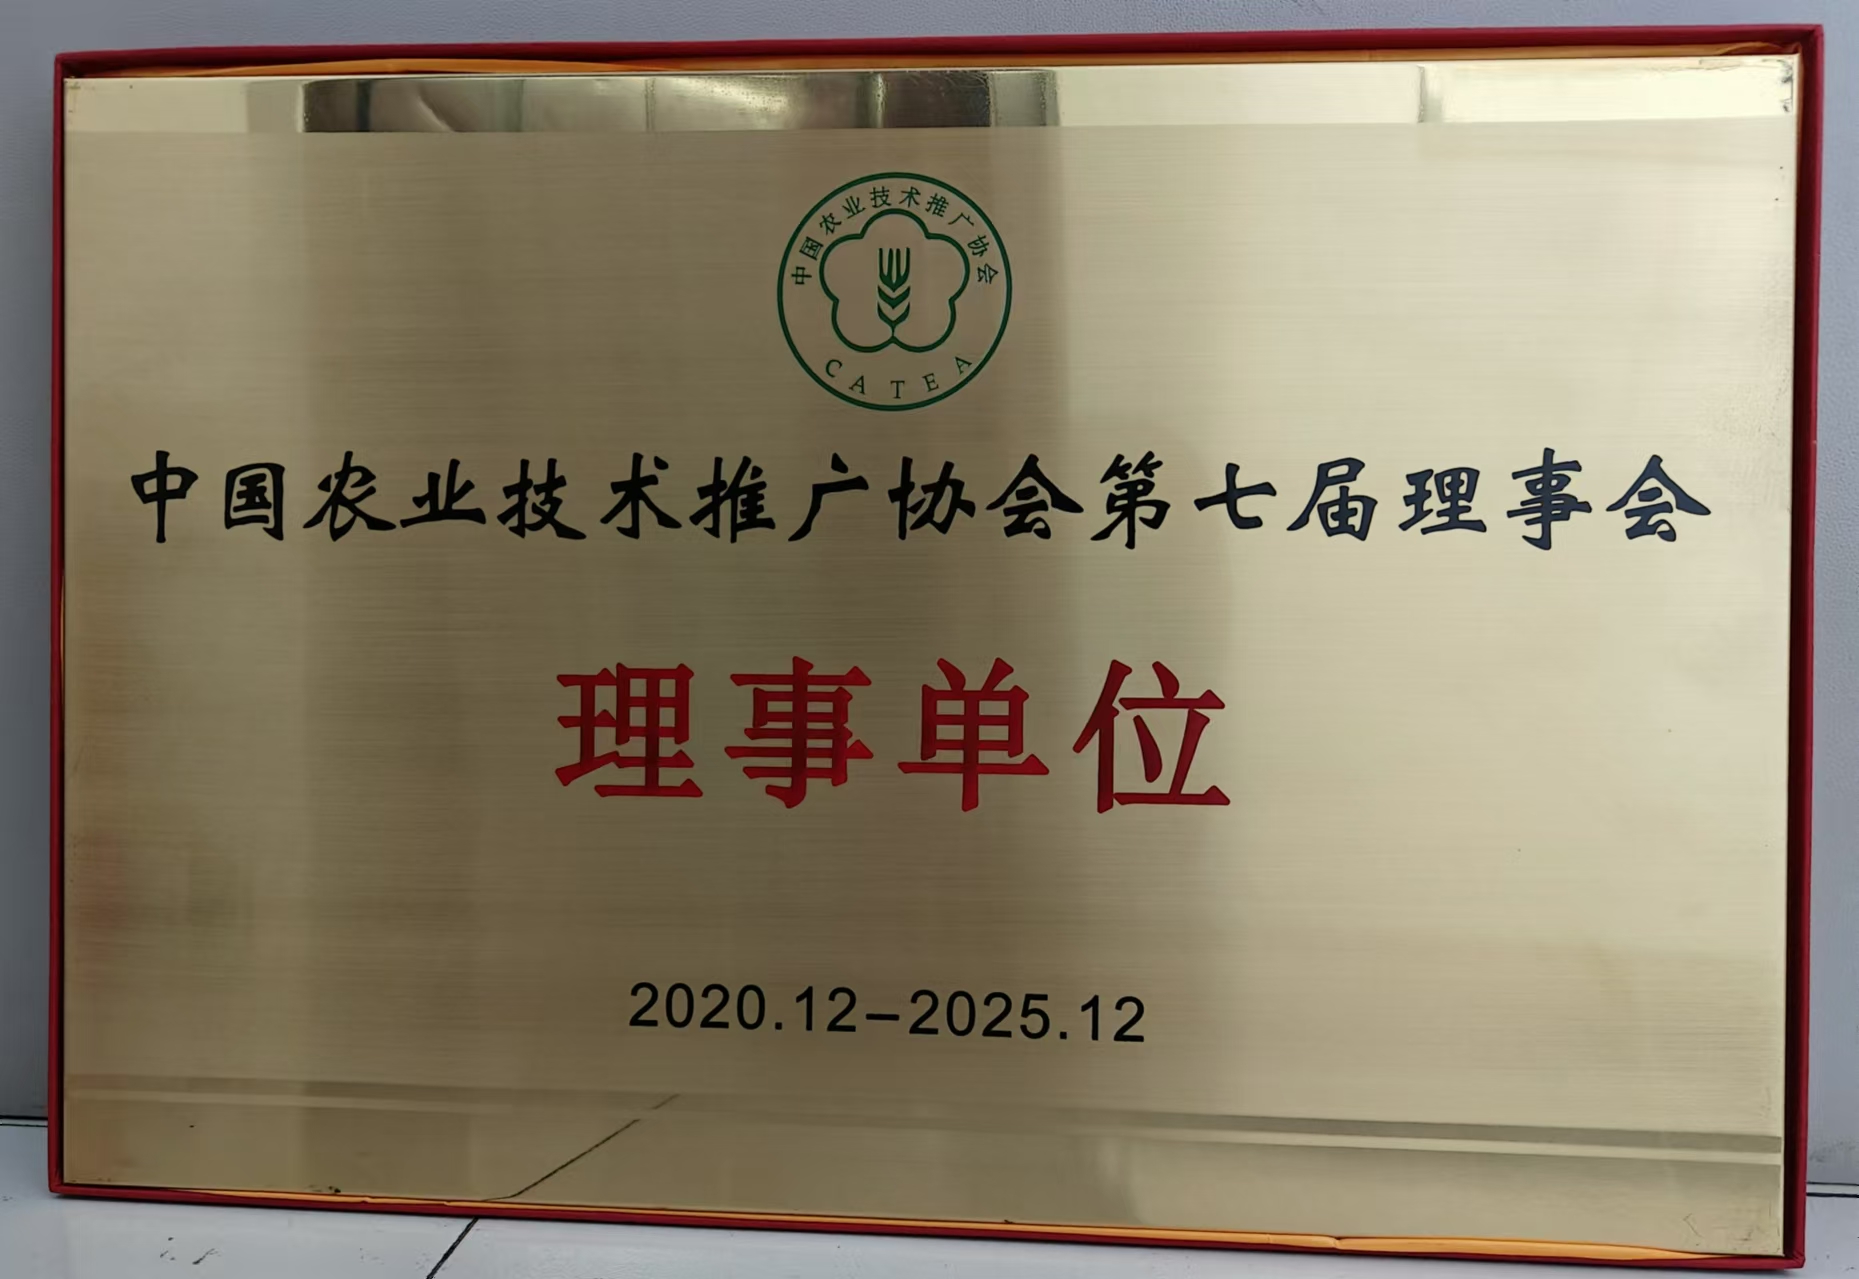 中国农业技术推广协会
CATEA
中国农业技术推广协会第七届理事会
理事单位
2020.12–2025.12